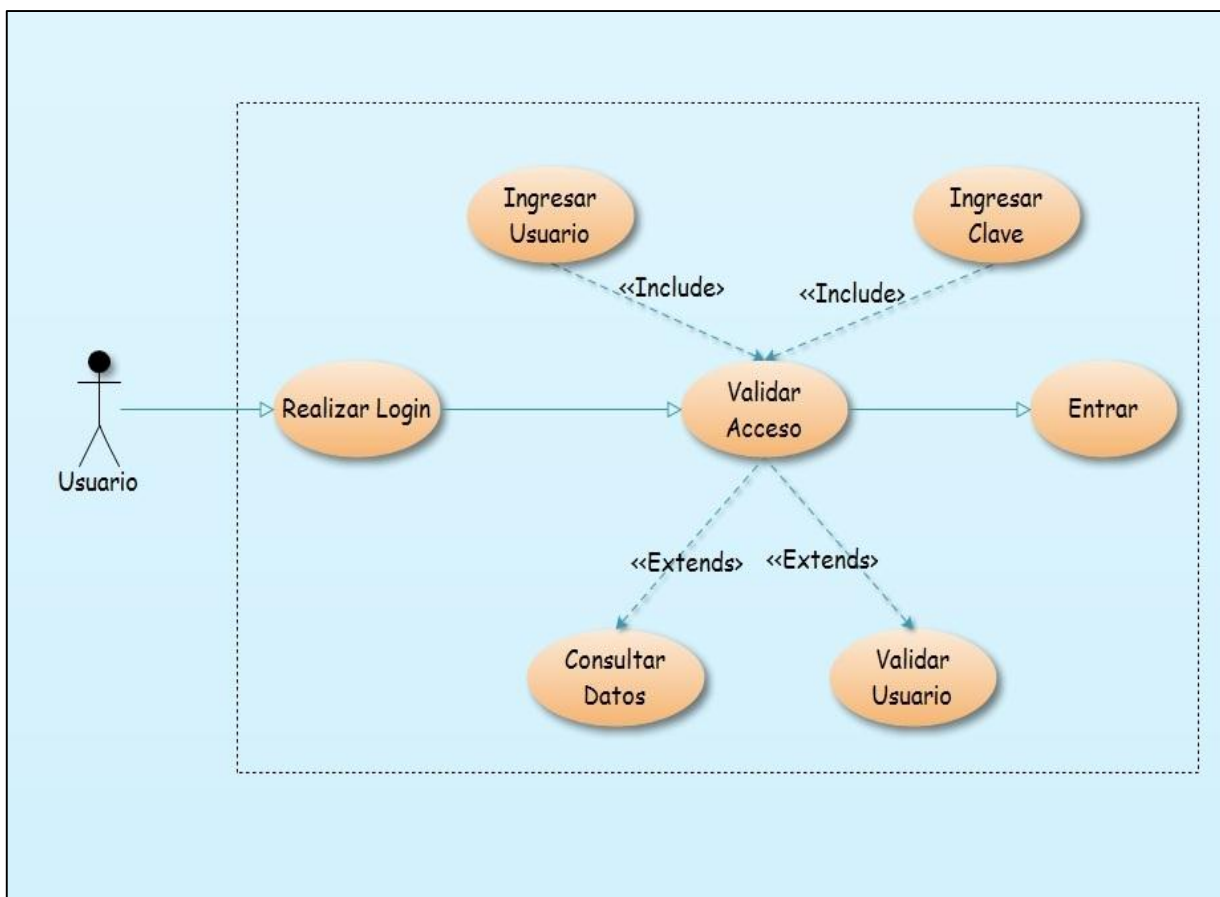 Ingresar
Usuario
Ingresar
Clave
<<Include>
<<Include>
Usuario
Realizar Login
Validar
Acceso
Entrar
<<Extends>
<<Extends>
Consultar
Datos
Validar
Usuario